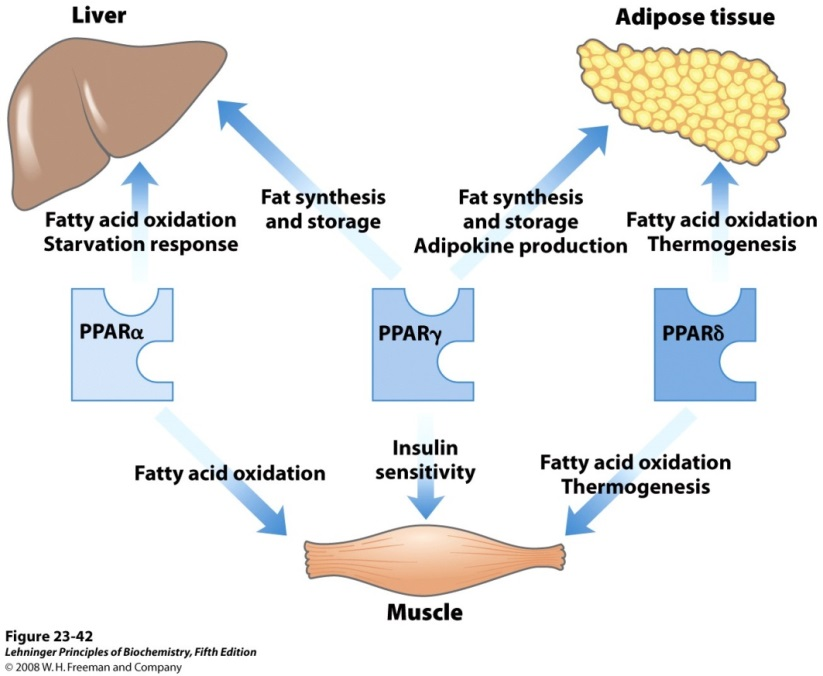 Liver
Adipose tissue
Fatty acid oxidation
Starvation response
Fat synthesis
and storage
Fat synthesis
and storage
Adipokine production
Fatty acid oxidation
Thermogenesis
PPARα
PPARγ
PPARδ
Fatty acid oxidation
Insulin
sensitivity
Fatty acid oxidation
Thermogenesis
Muscle
Figure 23-42
Lehninger Principles of Biochemistry, Fifth Edition
© 2008 W. H. Freeman and Company